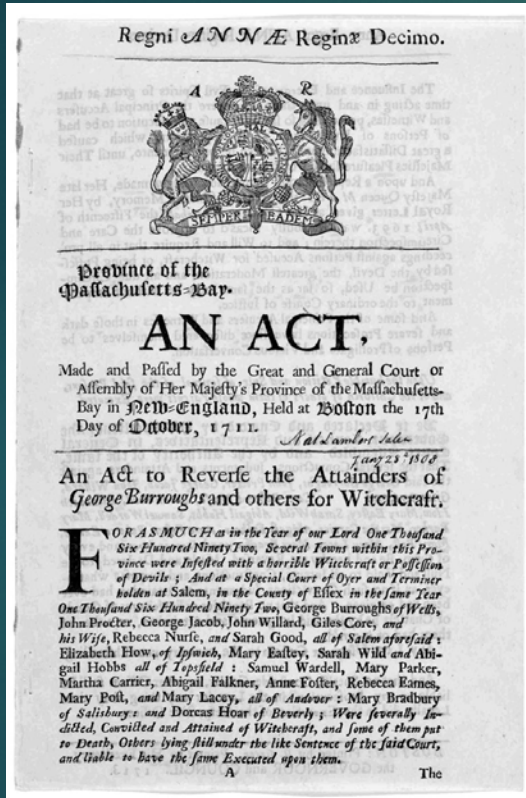 Regni ANNÆ Reginæ Decimo.
A R
SEMPER EADEM
Province of the
Massachusetts-Bay.
AN ACT,
Made and Passed by the Great and General Court or
Assembly of Her Majesty's Province of the Massachusetts-
Bay in New-England, Held at Boston the 17th
Day of October, 1711.
Nath Lambert Salem
Jany 28th 1808
An Act to Reverse the Attainders of
George Burroughs and others for Witchcraft,
FORASMUCH as in the Year of our Lord One Thousand
Six Hundred Ninety Two, Several Towns within this Pro-
vince were Infested with a horrible Witchcraft or Possession
of Devils ; And at a Special Court of Oyer and Terminer
holden at Salem, in the County of Essex in the same Year
One Thousand Six Hundred Ninety Two, George Burroughs of Wells,
John Procter, George Jacob, John Willard, Giles Core, and
his Wife, Rebecca Nurse, and Sarah Good, all of Salem aforesaid :
Elizabeth How, of Ipswich, Mary Eastey, Sarah Wild and Abi-
gail Hobbs all of Topsfield : Samuel Wardell, Mary Parker,
Martha Carrier, Abigail Falkner, Anne Foster, Rebecca Eames,
Mary Post, and Mary Lacey, all of Andover : Mary Bradbury
of Salisbury : and Dorcas Hoar of Beverly ; Were severally In-
dicted, Convicted and Attained of Witchcraft, and some of them put
to Death, Others lying still under the like Sentence of the said Court,
and liable to have the same Executed upon them.
A The